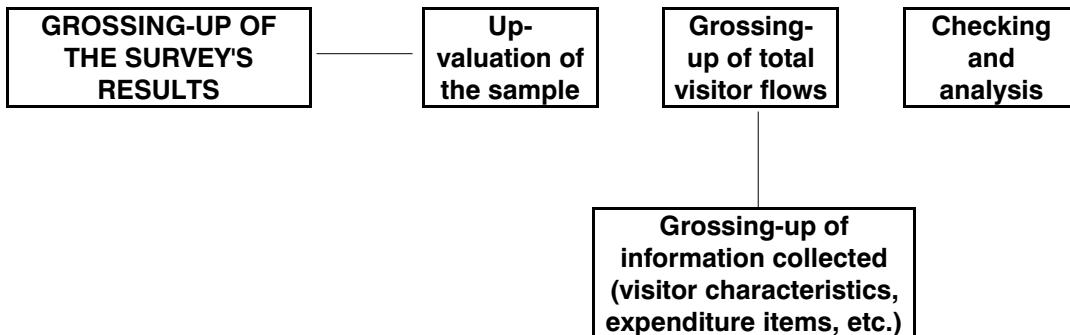 GROSSING-UP OF
THE SURVEY'S
RESULTS
Up-
valuation of
the sample
Grossing-
up of total
visitor flows
Checking
and
analysis
Grossing-up of
information collected
(visitor characteristics,
expenditure items, etc.)